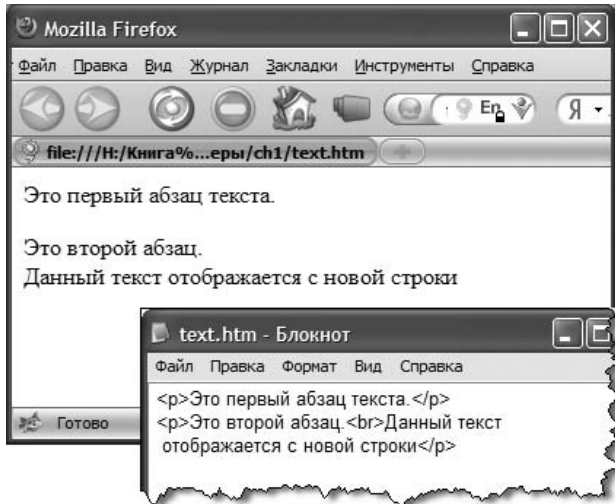 Mozilla Firefox
Файл Правка Вид Журнал Закладки Инструменты Справка
En Я
file:///H:/Книга%...еры/ch1/text.htm
Это первый абзац текста.
Это второй абзац.
Данный текст отображается с новой строки
text.htm - Блокнот
Файл Правка Формат Вид Справка
<p>Это первый абзац текста.</p>
<p>Это второй абзац.<br>Данный текст
отображается с новой строки</p>
Готово